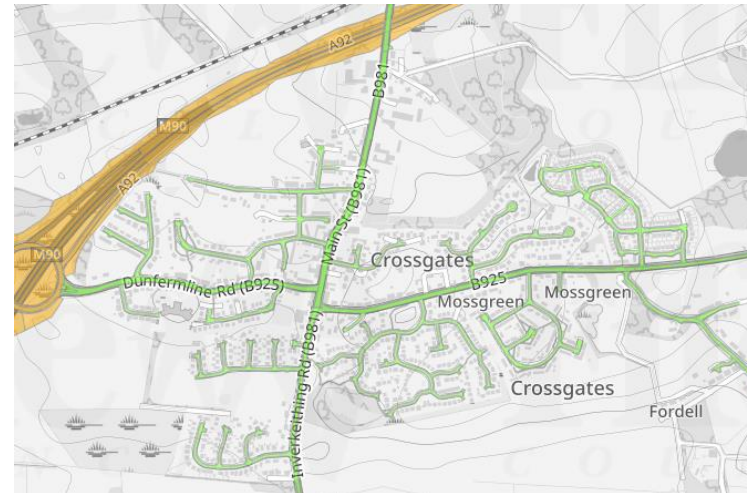 A92
B981
M90
A92
Main St (B981)
M90
Crossgates
Dunfermline Rd (B925)
B925
Mossgreen
Mossgreen
Inverkeithing Rd (B981)
Crossgates
Fordell